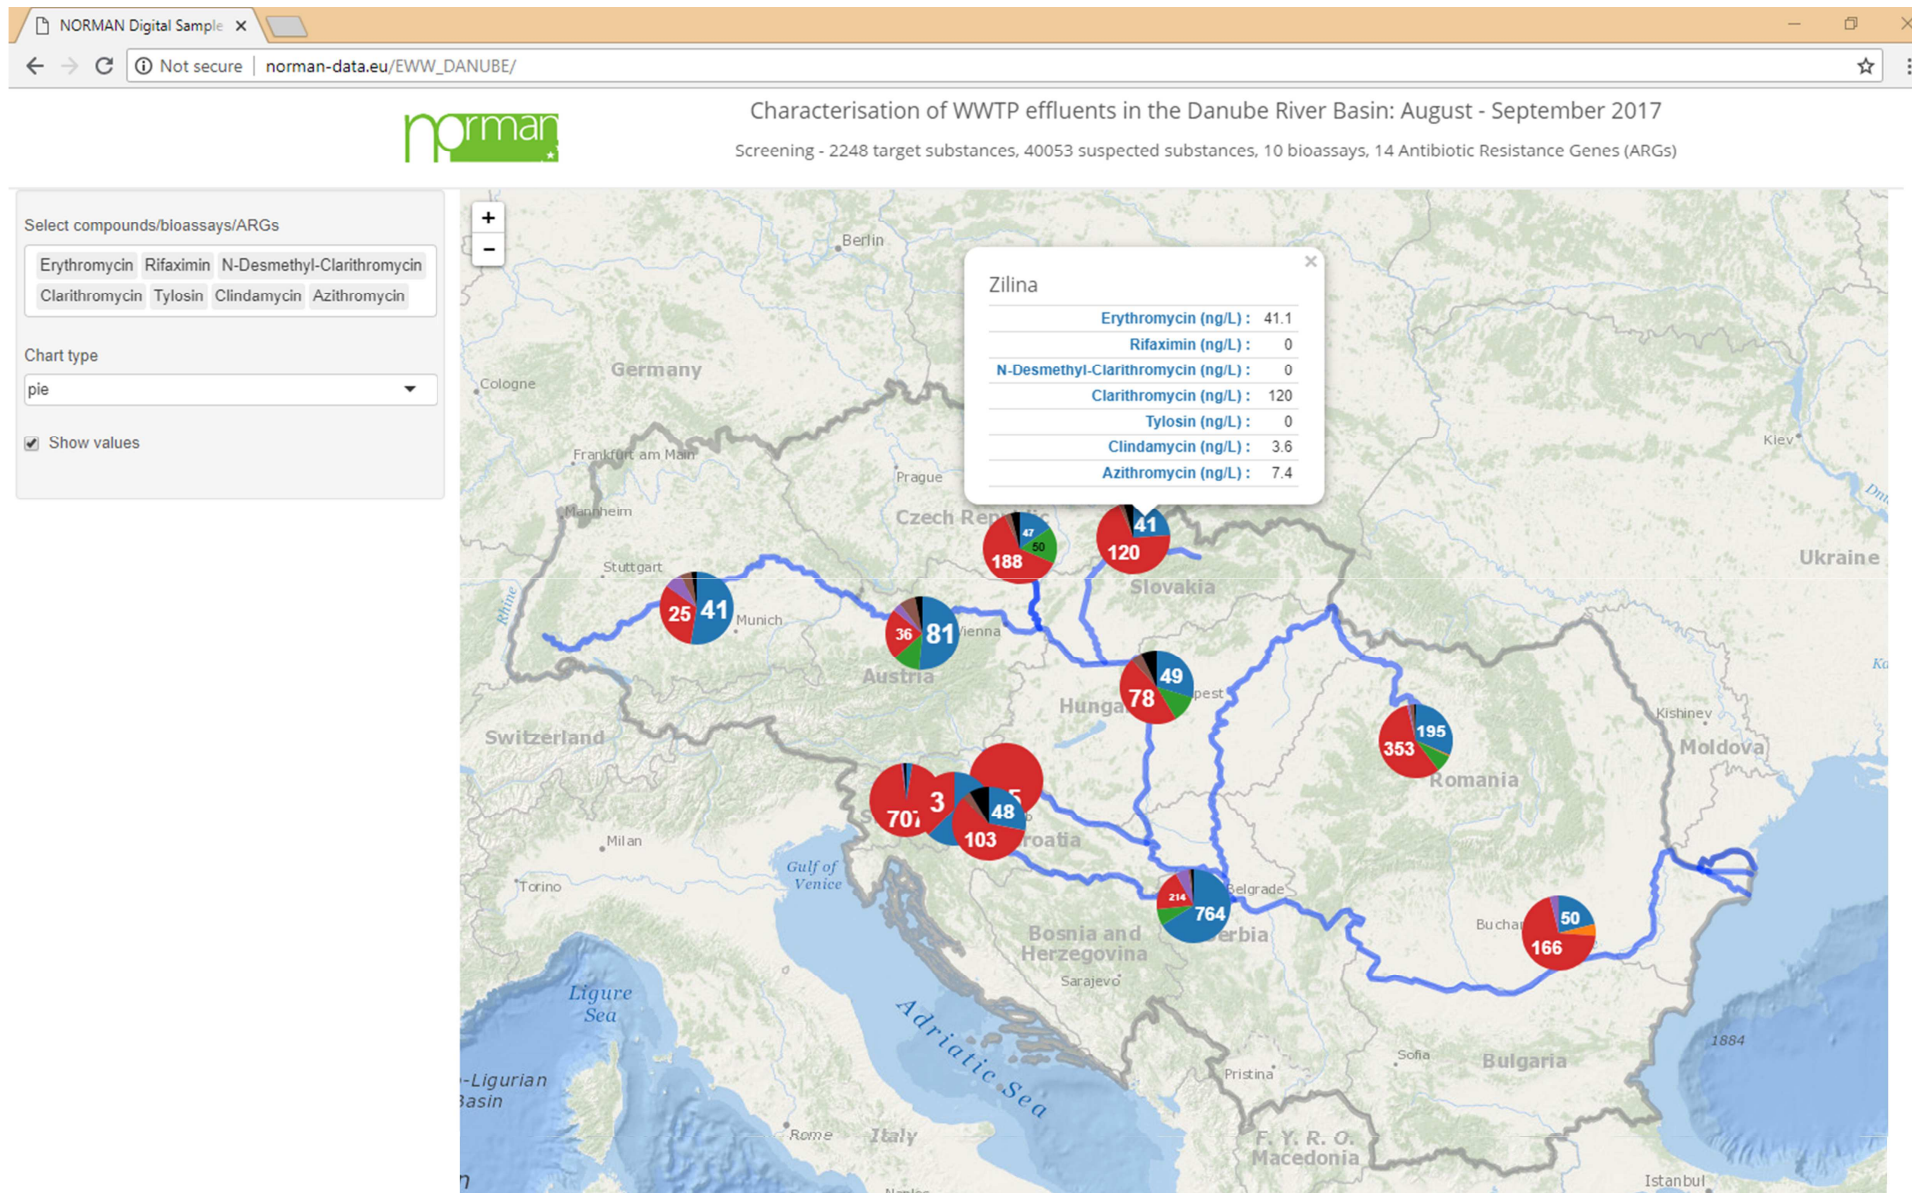 NORMAN Digital Sample
Not secure
norman-data.eu/EWW_DANUBE/
norman
Characterisation of WWTP effluents in the Danube River Basin: August - September 2017
Screening - 2248 target substances, 40053 suspected substances, 10 bioassays, 14 Antibiotic Resistance Genes (ARGs)
Select compounds/bioassays/ARGs
Erythromycin Rifaximin N-Desmethyl-Clarithromycin
Clarithromycin Tylosin Clindamycin Azithromycin
Chart type
pie
Show values
+
−
Berlin
Zilina
Erythromycin (ng/L) : 41.1
Rifaximin (ng/L) : 0
N-Desmethyl-Clarithromycin (ng/L) : 0
Clarithromycin (ng/L) : 120
Tylosin (ng/L) : 0
Clindamycin (ng/L) : 3.6
Azithromycin (ng/L) : 7.4
Germany
Cologne
Kiev
Frankfurt am Main
Prague
Mannheim
Czech Republic
47
50
188
41
120
Ukraine
Stuttgart
Slovakia
Rhine
25
41
Munich
36
81
Vienna
Austria
49
78
pest
Hunga
Kishinev
Switzerland
Moldova
195
353
Romania
3
5
707
48
103
roatia
Milan
Gulf of
Venice
Torino
Belgrade
214
764
erbia
Bucha
50
166
Bosnia and
Herzegovina
Sarajevo
Ligure
Sea
Adriatic Sea
1884
Sofia
Bulgaria
Pristina
-Ligurian
Basin
Rome
Italy
F. Y. R. O.
Macedonia
Istanbul